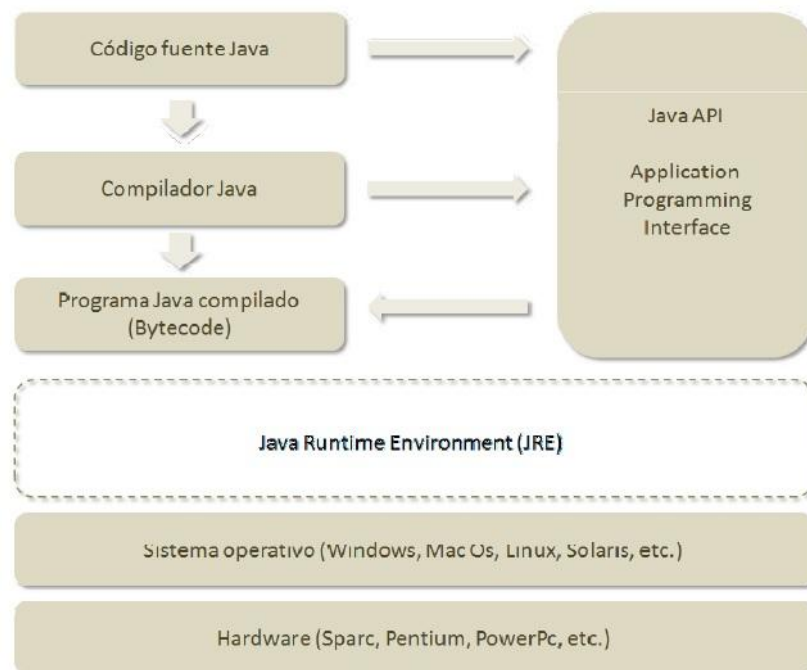 Código fuente Java
Java API
Application
Programming
Interface
Compilador Java
Programa Java compilado
(Bytecode)
Java Runtime Environment (JRE)
Sistema operativo (Windows, Mac Os, Linux, Solaris, etc.)
Hardware (Sparc, Pentium, PowerPc, etc.)